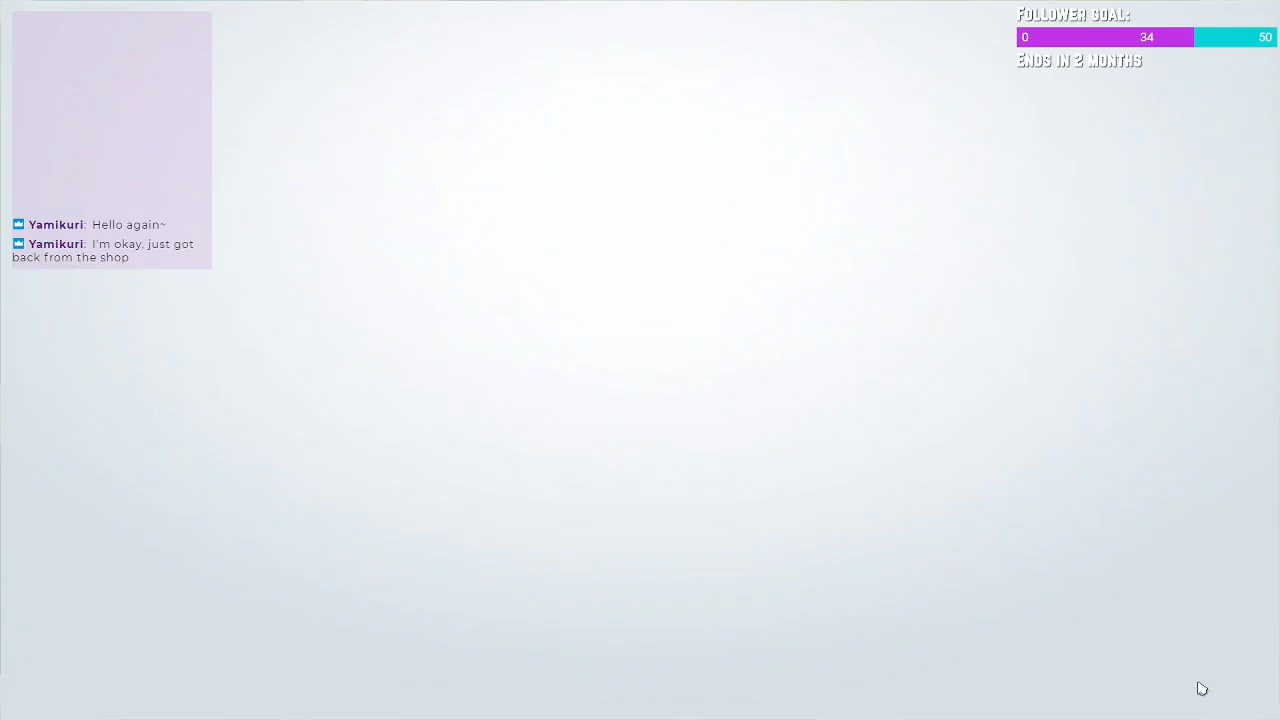 Follower goal:
0 34 50
Ends in 2 months
Yamikuri: Hello again~
Yamikuri: I'm okay, just got
back from the shop